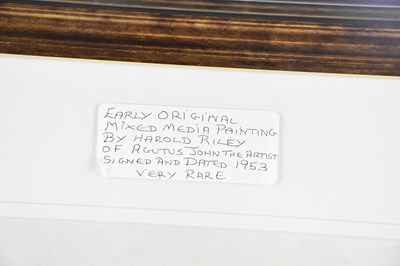 EARLY ORIGINAL
MIXED MEDIA PAINTING
BY HAROLD RILEY
OF AGUTUS JOHN THE ARTIST
SIGNED AND DATED 1953
VERY RARE